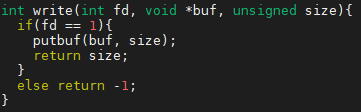 int write(int fd, void *buf, unsigned size){
  if(fd == 1){
    putbuf(buf, size);
    return size;
  }
  else return -1;
}